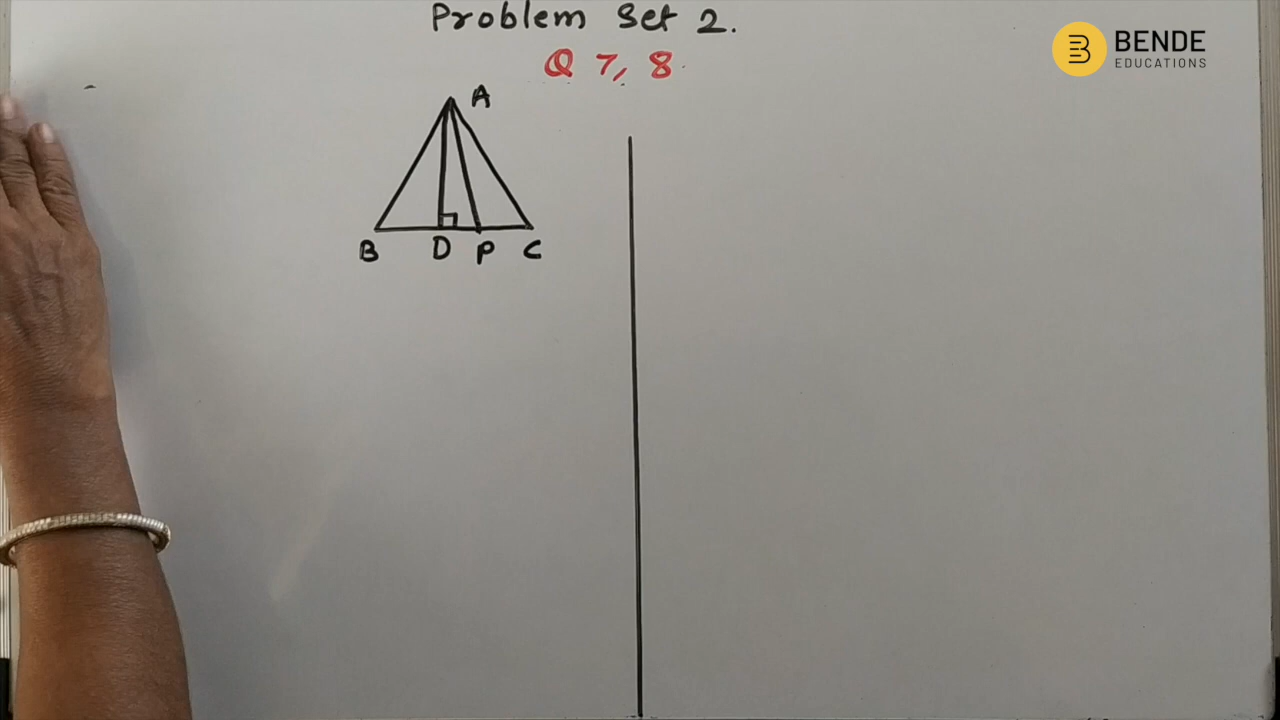 Problem Set 2.
Q 7, 8
BENDE
EDUCATIONS
A
B D P C